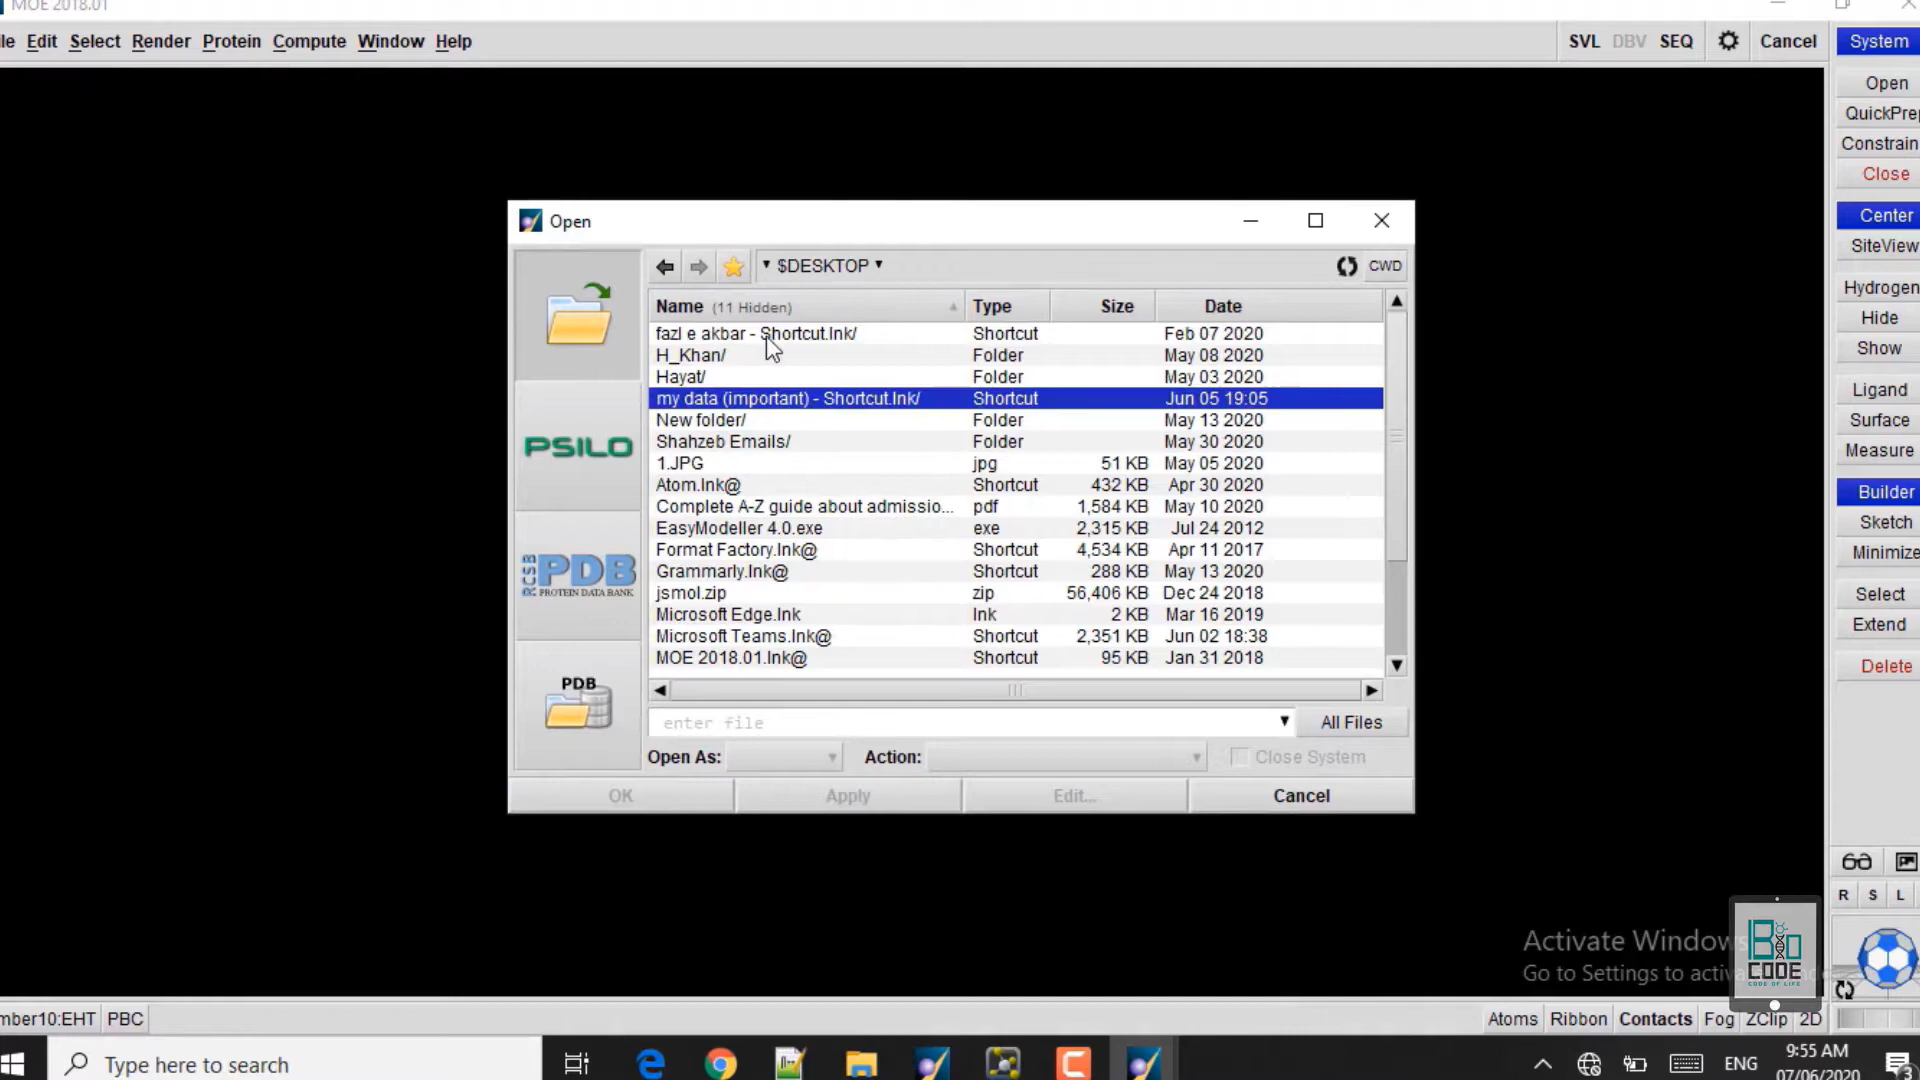 MOE 2018.01
ile Edit Select Render Protein Compute Window Help
SVL DBV SEQ Cancel
System
Open
QuickPrep
Constrain
Close
Center
SiteView
Hydrogen
Hide
Show
Ligand
Surface
Measure
Builder
Sketch
Minimize
Select
Extend
Delete
R S L
Open
PSILO
RCSB PDB
PROTEIN DATA BANK
PDB
$DESKTOP
CWD
Name (11 Hidden) Type Size Date
fazl e akbar - Shortcut.lnk/ Shortcut Feb 07 2020
H_Khan/ Folder May 08 2020
Hayat/ Folder May 03 2020
my data (important) - Shortcut.lnk/ Shortcut Jun 05 19:05
New folder/ Folder May 13 2020
Shahzeb Emails/ Folder May 30 2020
1.JPG jpg 51 KB May 05 2020
Atom.lnk@ Shortcut 432 KB Apr 30 2020
Complete A-Z guide about admissio... pdf 1,584 KB May 10 2020
EasyModeller 4.0.exe exe 2,315 KB Jul 24 2012
Format Factory.lnk@ Shortcut 4,534 KB Apr 11 2017
Grammarly.lnk@ Shortcut 288 KB May 13 2020
jsmol.zip zip 56,406 KB Dec 24 2018
Microsoft Edge.lnk lnk 2 KB Mar 16 2019
Microsoft Teams.lnk@ Shortcut 2,351 KB Jun 02 18:38
MOE 2018.01.lnk@ Shortcut 95 KB Jan 31 2018
enter file All Files
Open As: Action: Close System
OK Apply Edit... Cancel
Activate Windows
Go to Settings to activa
Bio
CODE
CODE OF LIFE
mber10:EHT PBC
Atoms Ribbon Contacts Fog ZClip 2D
Type here to search
ENG
9:55 AM
07/06/2020
3